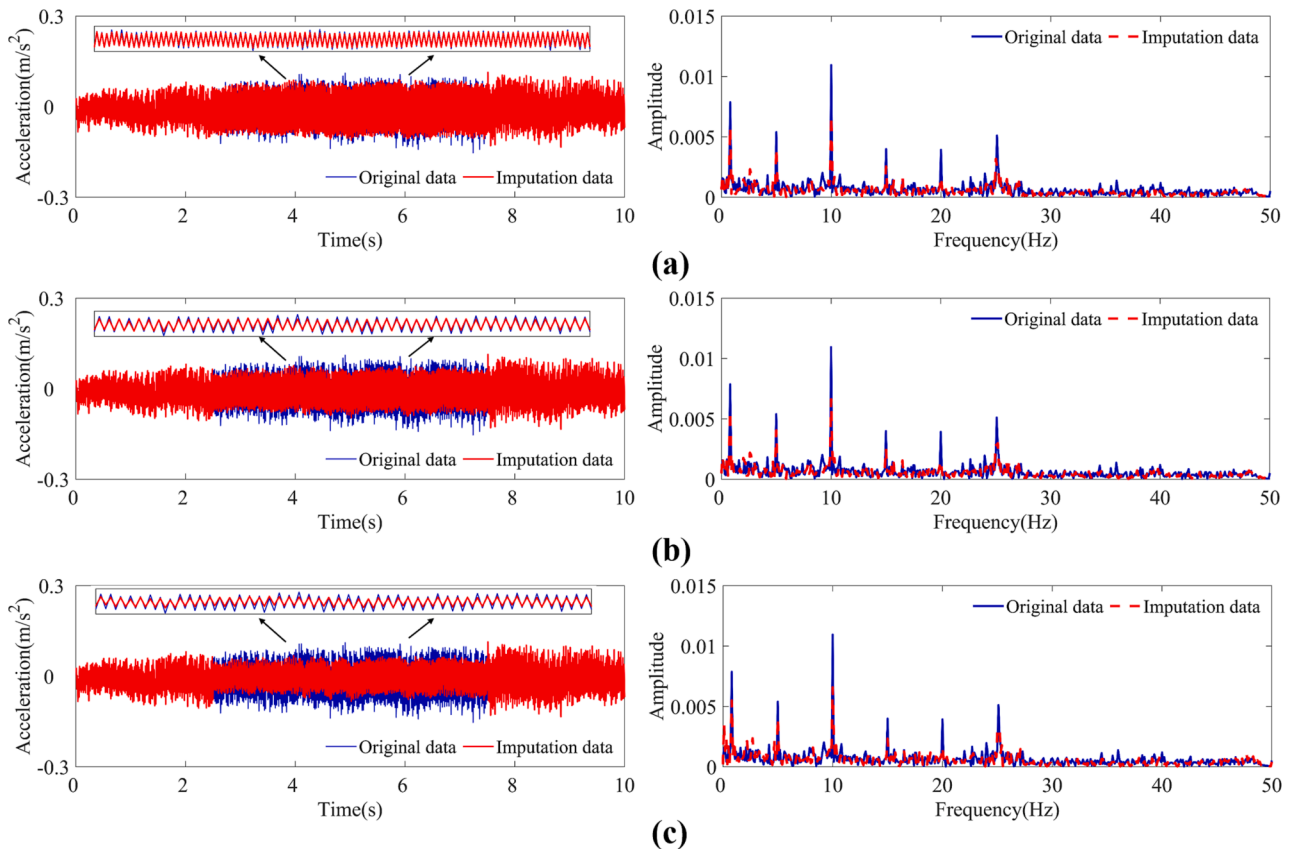 0.3
0
-0.3
Acceleration(m/s²)
Original data Imputation data
0 2 4 6 8 10
Time(s)
0.015
0.01
0.005
0
Amplitude
Original data Imputation data
0 10 20 30 40 50
Frequency(Hz)
(a)
0.3
0
-0.3
Acceleration(m/s²)
Original data Imputation data
0 2 4 6 8 10
Time(s)
0.015
0.01
0.005
0
Amplitude
Original data Imputation data
0 10 20 30 40 50
Frequency(Hz)
(b)
0.3
0
-0.3
Acceleration(m/s²)
Original data Imputation data
0 2 4 6 8 10
Time(s)
0.015
0.01
0.005
0
Amplitude
Original data Imputation data
0 10 20 30 40 50
Frequency(Hz)
(c)